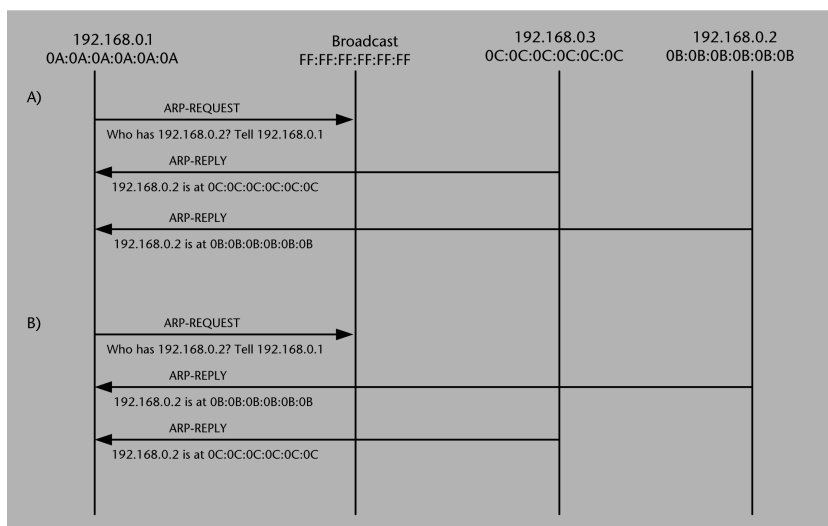 192.168.0.1
0A:0A:0A:0A:0A:0A
Broadcast
FF:FF:FF:FF:FF:FF
192.168.0.3
0C:0C:0C:0C:0C:0C
192.168.0.2
0B:0B:0B:0B:0B:0B
A)
ARP-REQUEST
Who has 192.168.0.2? Tell 192.168.0.1
ARP-REPLY
192.168.0.2 is at 0C:0C:0C:0C:0C:0C
ARP-REPLY
192.168.0.2 is at 0B:0B:0B:0B:0B:0B
B)
ARP-REQUEST
Who has 192.168.0.2? Tell 192.168.0.1
ARP-REPLY
192.168.0.2 is at 0B:0B:0B:0B:0B:0B
ARP-REPLY
192.168.0.2 is at 0C:0C:0C:0C:0C:0C